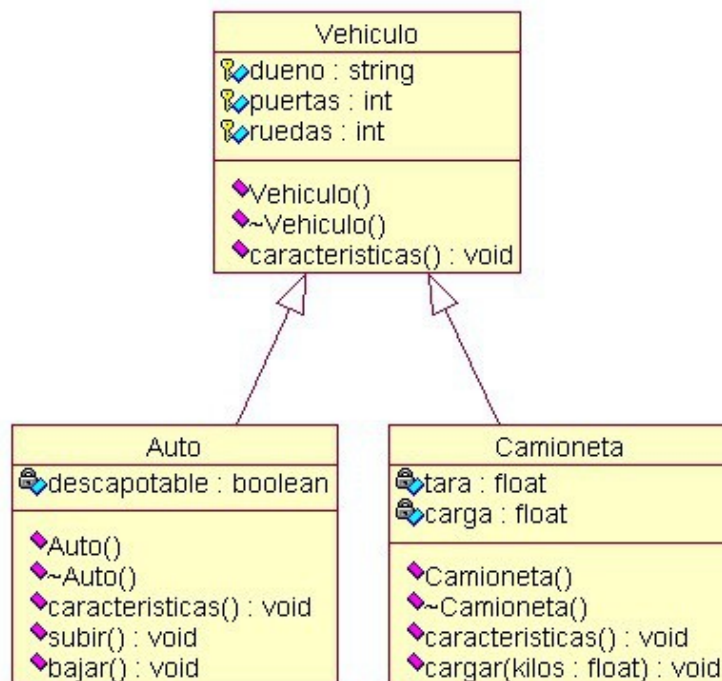 Vehiculo
dueno : string
puertas : int
ruedas : int
Vehiculo()
~Vehiculo()
caracteristicas() : void
Auto
descapotable : boolean
Auto()
~Auto()
caracteristicas() : void
subir() : void
bajar() : void
Camioneta
tara : float
carga : float
Camioneta()
~Camioneta()
caracteristicas() : void
cargar(kilos : float) : void